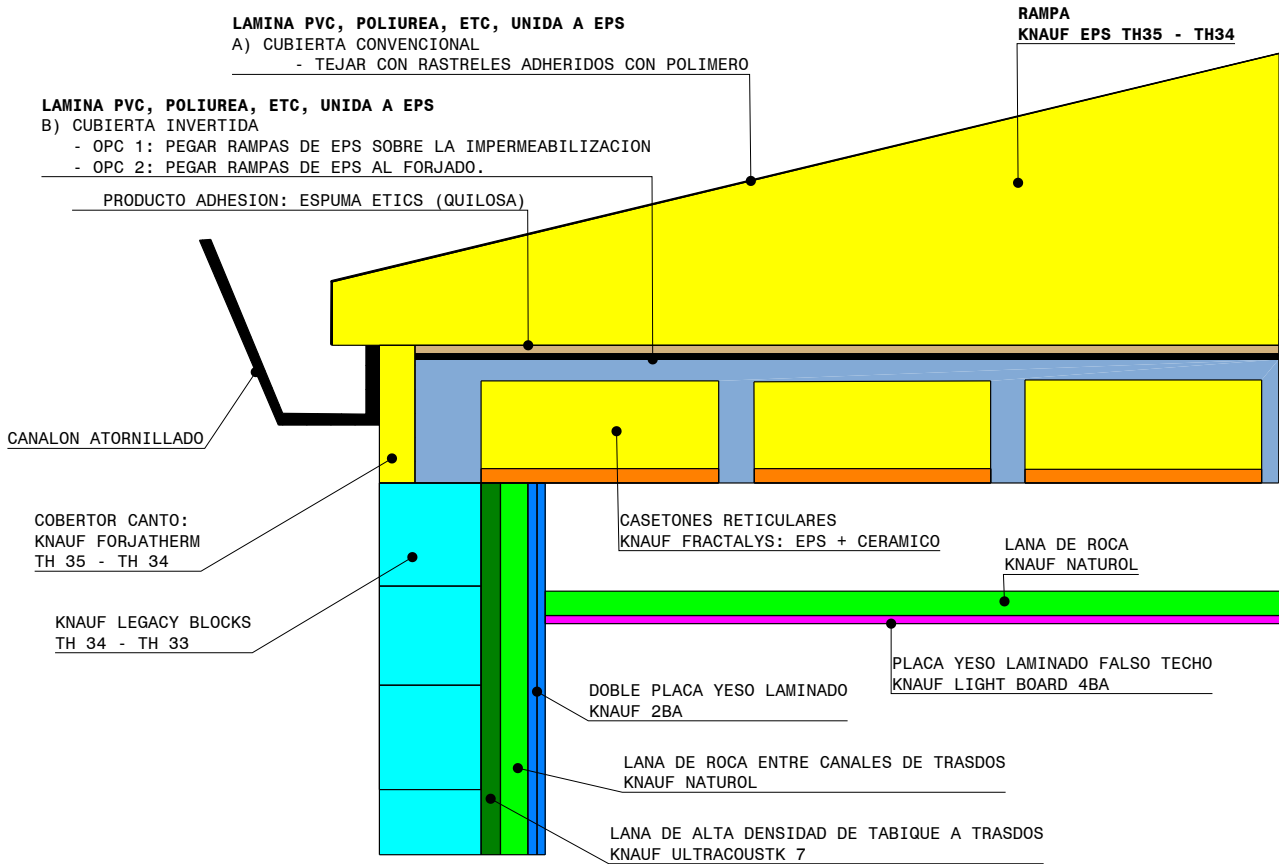 LAMINA PVC, POLIUREA, ETC, UNIDA A EPS
A) CUBIERTA CONVENCIONAL
- TEJAR CON RASTRELES ADHERIDOS CON POLIMERO
RAMPA
KNAUF EPS TH35 - TH34
LAMINA PVC, POLIUREA, ETC, UNIDA A EPS
B) CUBIERTA INVERTIDA
- OPC 1: PEGAR RAMPAS DE EPS SOBRE LA IMPERMEABILIZACION
- OPC 2: PEGAR RAMPAS DE EPS AL FORJADO.
PRODUCTO ADHESION: ESPUMA ETICS (QUILOSA)
CANALON ATORNILLADO
COBERTOR CANTO:
KNAUF FORJATHERM
TH 35 - TH 34
CASETONES RETICULARES
KNAUF FRACTALYS: EPS + CERAMICO
LANA DE ROCA
KNAUF NATUROL
KNAUF LEGACY BLOCKS
TH 34 - TH 33
PLACA YESO LAMINADO FALSO TECHO
KNAUF LIGHT BOARD 4BA
DOBLE PLACA YESO LAMINADO
KNAUF 2BA
LANA DE ROCA ENTRE CANALES DE TRASDOS
KNAUF NATUROL
LANA DE ALTA DENSIDAD DE TABIQUE A TRASDOS
KNAUF ULTRACOUSTK 7